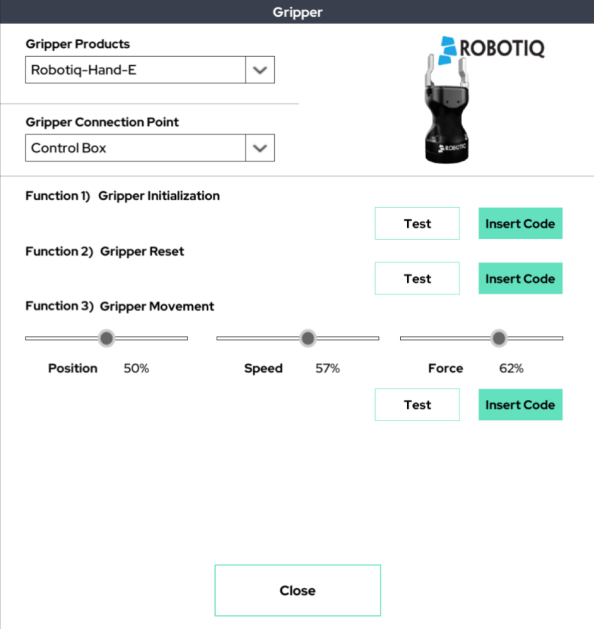 Gripper
Gripper Products
Robotiq-Hand-E
ROBOTIQ
Gripper Connection Point
Control Box
ROBOTIQ
Function 1) Gripper Initialization
Test Insert Code
Function 2) Gripper Reset
Test Insert Code
Function 3) Gripper Movement
Position 50% Speed 57% Force 62%
Test Insert Code
Close